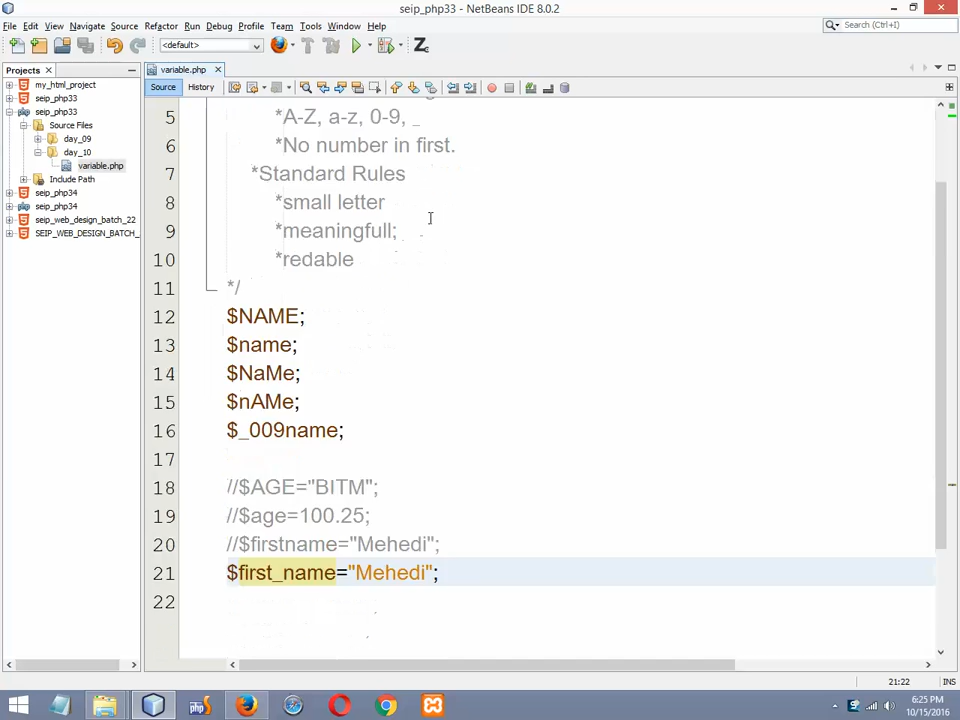 seip_php33 - NetBeans IDE 8.0.2
File Edit View Navigate Source Refactor Run Debug Profile Team Tools Window Help
<default>
Search (Ctrl+I)
Projects
variable.php
Source History
my_html_project
seip_php33
seip_php33
Source Files
day_09
day_10
variable.php
Include Path
seip_php34
seip_php34
seip_web_design_batch_22
SEIP_WEB_DESIGN_BATCH_
5 *A-Z, a-z, 0-9, _
6 *No number in first.
7 *Standard Rules
8 *small letter
9 *meaningfull;
10 *redable
11 */
12 $NAME;
13 $name;
14 $NaMe;
15 $nAMe;
16 $_009name;
17
18 //$AGE="BITM";
19 //$age=100.25;
20 //$firstname="Mehedi";
21 $first_name="Mehedi";
22
21:22 INS
6:25 PM
10/15/2016